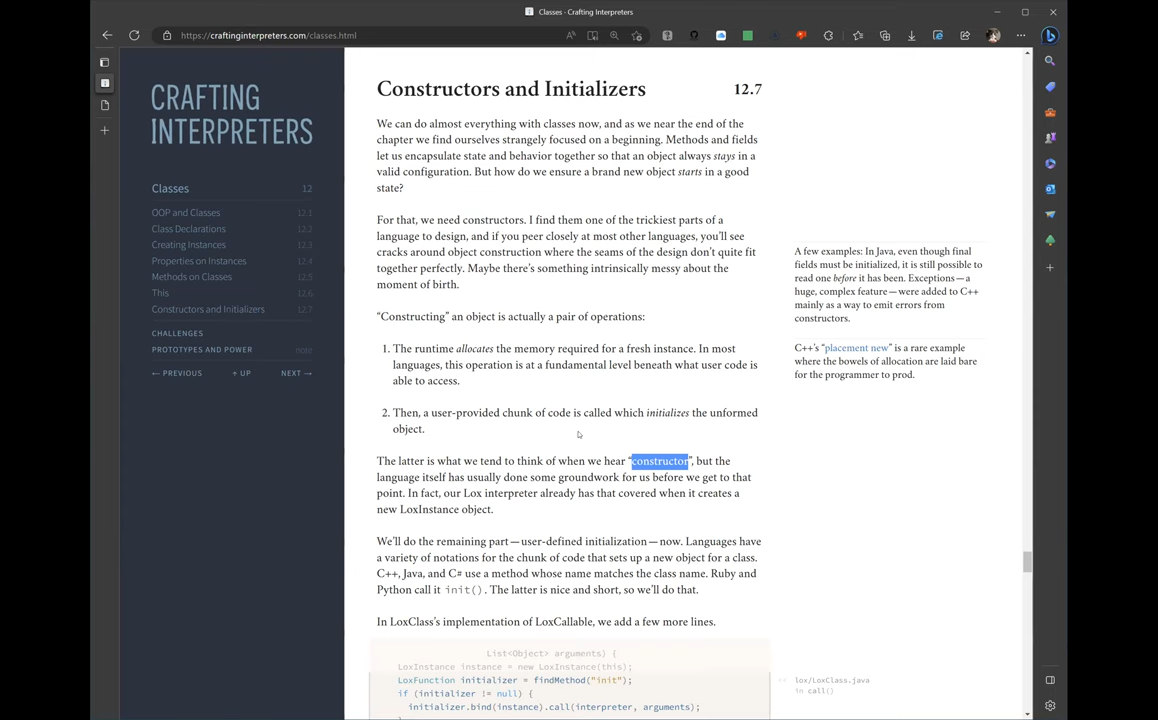 Classes · Crafting Interpreters
https://craftinginterpreters.com/classes.html
CRAFTING
INTERPRETERS
Classes 12
OOP and Classes 12.1
Class Declarations 12.2
Creating Instances 12.3
Properties on Instances 12.4
Methods on Classes 12.5
This 12.6
Constructors and Initializers 12.7
CHALLENGES
PROTOTYPES AND POWER note
← PREVIOUS ↑ UP NEXT →
Constructors and Initializers 12.7
We can do almost everything with classes now, and as we near the end of the
chapter we find ourselves strangely focused on a beginning. Methods and fields
let us encapsulate state and behavior together so that an object always stays in a
valid configuration. But how do we ensure a brand new object starts in a good
state?
For that, we need constructors. I find them one of the trickiest parts of a
language to design, and if you peer closely at most other languages, you’ll see
cracks around object construction where the seams of the design don’t quite fit
together perfectly. Maybe there’s something intrinsically messy about the
moment of birth.
“Constructing” an object is actually a pair of operations:
1. The runtime allocates the memory required for a fresh instance. In most
languages, this operation is at a fundamental level beneath what user code is
able to access.
2. Then, a user-provided chunk of code is called which initializes the unformed
object.
The latter is what we tend to think of when we hear “constructor”, but the
language itself has usually done some groundwork for us before we get to that
point. In fact, our Lox interpreter already has that covered when it creates a
new LoxInstance object.
We’ll do the remaining part—user-defined initialization—now. Languages have
a variety of notations for the chunk of code that sets up a new object for a class.
C++, Java, and C# use a method whose name matches the class name. Ruby and
Python call it init(). The latter is nice and short, so we’ll do that.
In LoxClass’s implementation of LoxCallable, we add a few more lines.
List<Object> arguments) {
LoxInstance instance = new LoxInstance(this);
LoxFunction initializer = findMethod("init");
if (initializer != null) {
initializer.bind(instance).call(interpreter, arguments);
}
A few examples: In Java, even though final
fields must be initialized, it is still possible to
read one before it has been. Exceptions—a
huge, complex feature—were added to C++
mainly as a way to emit errors from
constructors.
C++’s “placement new” is a rare example
where the bowels of allocation are laid bare
for the programmer to prod.
lox/LoxClass.java
in call()